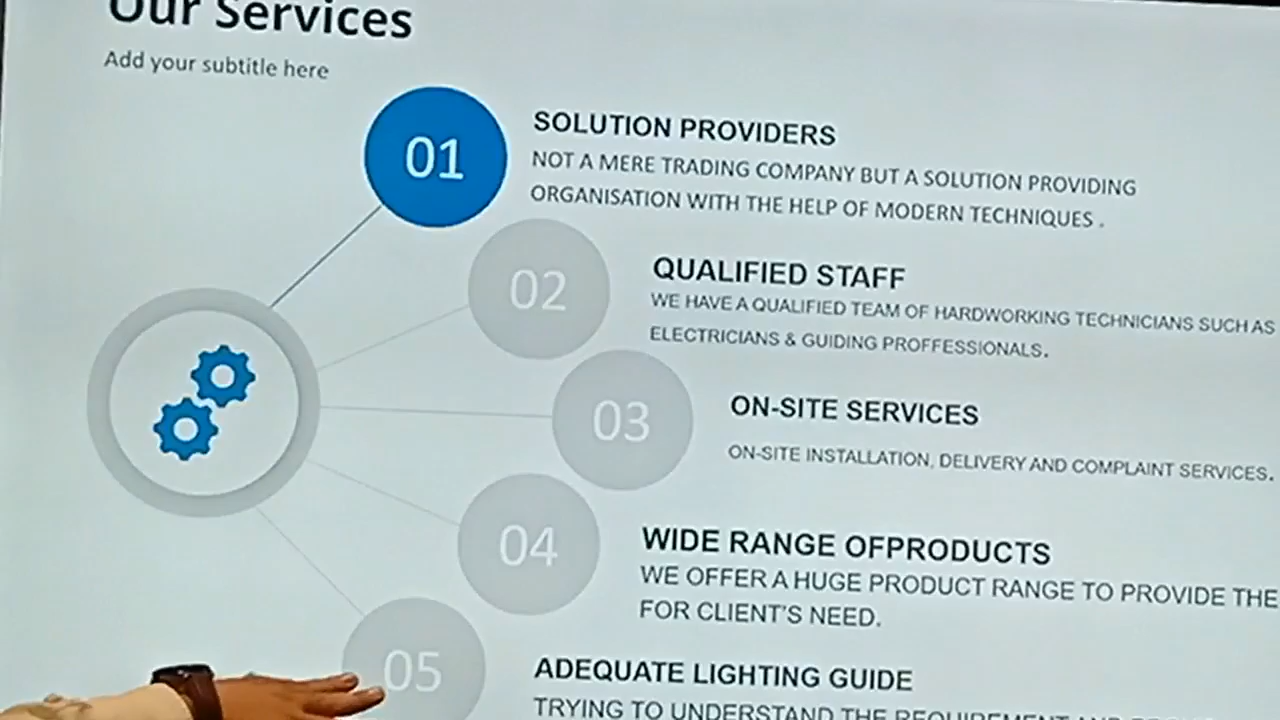 Our Services
Add your subtitle here
01
SOLUTION PROVIDERS
NOT A MERE TRADING COMPANY BUT A SOLUTION PROVIDING
ORGANISATION WITH THE HELP OF MODERN TECHNIQUES .
02
QUALIFIED STAFF
WE HAVE A QUALIFIED TEAM OF HARDWORKING TECHNICIANS SUCH AS
ELECTRICIANS & GUIDING PROFFESSIONALS.
03
ON-SITE SERVICES
ON-SITE INSTALLATION, DELIVERY AND COMPLAINT SERVICES.
04
WIDE RANGE OFPRODUCTS
WE OFFER A HUGE PRODUCT RANGE TO PROVIDE THE
FOR CLIENT'S NEED.
05
ADEQUATE LIGHTING GUIDE
TRYING TO UNDERSTAND THE REQUIREMENT AND